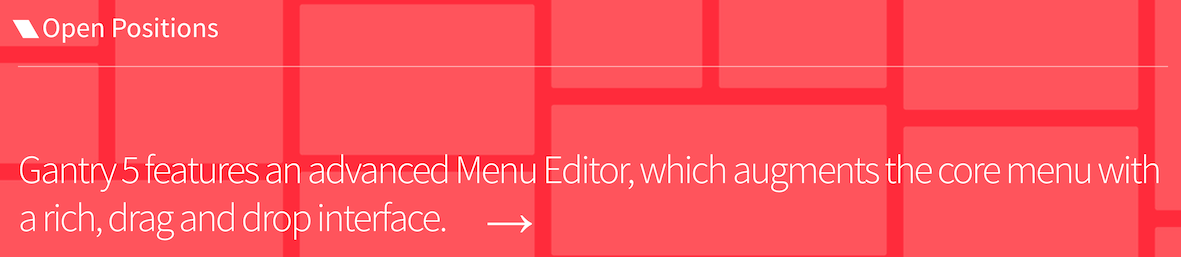 Open Positions
Gantry 5 features an advanced Menu Editor, which augments the core menu with
a rich, drag and drop interface. →